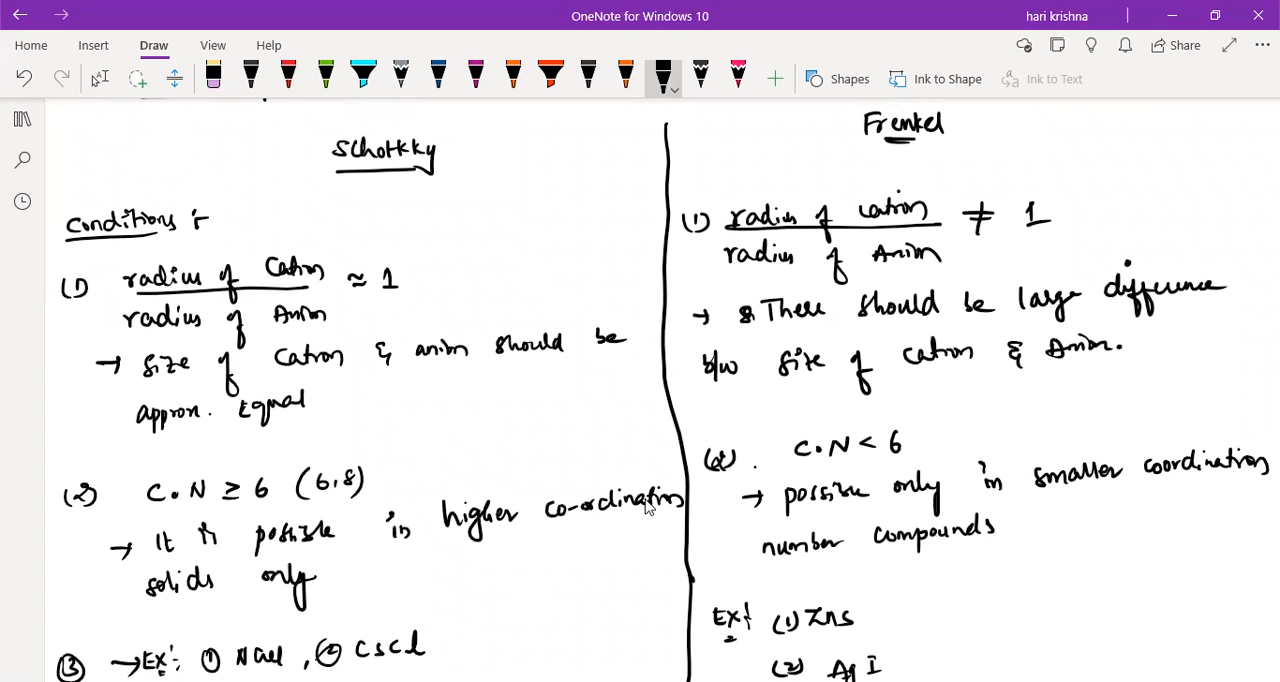 OneNote for Windows 10
hari krishna
Home Insert Draw View Help
Share
Shapes Ink to Shape Ink to Text
Schottky
Conditions :-
(1) radius of Cation ≈ 1
radius of Anion
→ Size of Cation & anion should be
approx. Equal
(2) C.N ≥ 6 (6,8)
→ It is possible in higher co-ordination
solids only
(3) → Ex:- (1) NaCl, (2) CsCl
Frenkel
(1) radius of cation ≠ 1
radius of Anion
→ There should be large difference
b/w size of cation & Anion.
(2). C.N < 6
→ possible only in smaller coordination
number compounds
Ex:- (1) ZnS
(2) AgI